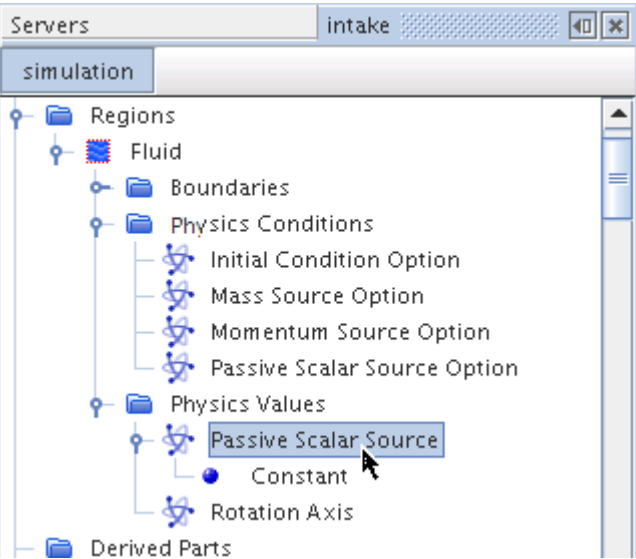 Servers
intake
simulation
Regions
Fluid
Boundaries
Physics Conditions
Initial Condition Option
Mass Source Option
Momentum Source Option
Passive Scalar Source Option
Physics Values
Passive Scalar Source
Constant
Rotation Axis
Derived Parts